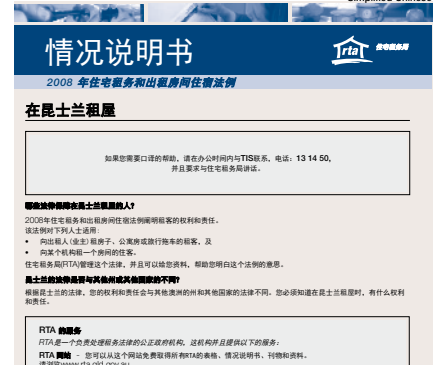 Simplified Chinese
情况说明书
rta 住宅租务局
2008 年住宅租务和出租房间住宿法例
在昆士兰租屋
如果您需要口译的帮助，请在办公时间内与TIS联系，电话：13 14 50，
并且要求与住宅租务局讲话。
哪些法律保障在昆士兰租屋的人？
2008年住宅租务和出租房间住宿法例阐明租客的权利和责任。
该法例对下列人士适用：
• 向出租人(业主)租房子、公寓房或旅行拖车的租客，及
• 向某个机构租一个房间的住客。
住宅租务局(RTA)管理这个法律，并且可以给您资料，帮助您明白这个法例的意思。
昆士兰的法律是否与其他州或其他国家的不同？
根据昆士兰的法律，您的权利和责任会与其他澳洲的州和其他国家的法律不同。您必须知道在昆士兰租屋时，有什么权利
和责任。
RTA 的服务
RTA是一个负责处理租务法律的公正政府机构。这机构并且提供以下的服务：
RTA 网站 - 您可以从这个网站免费取得所有RTA的表格、情况说明书、刊物和资料。
请浏览www.rta.qld.gov.au